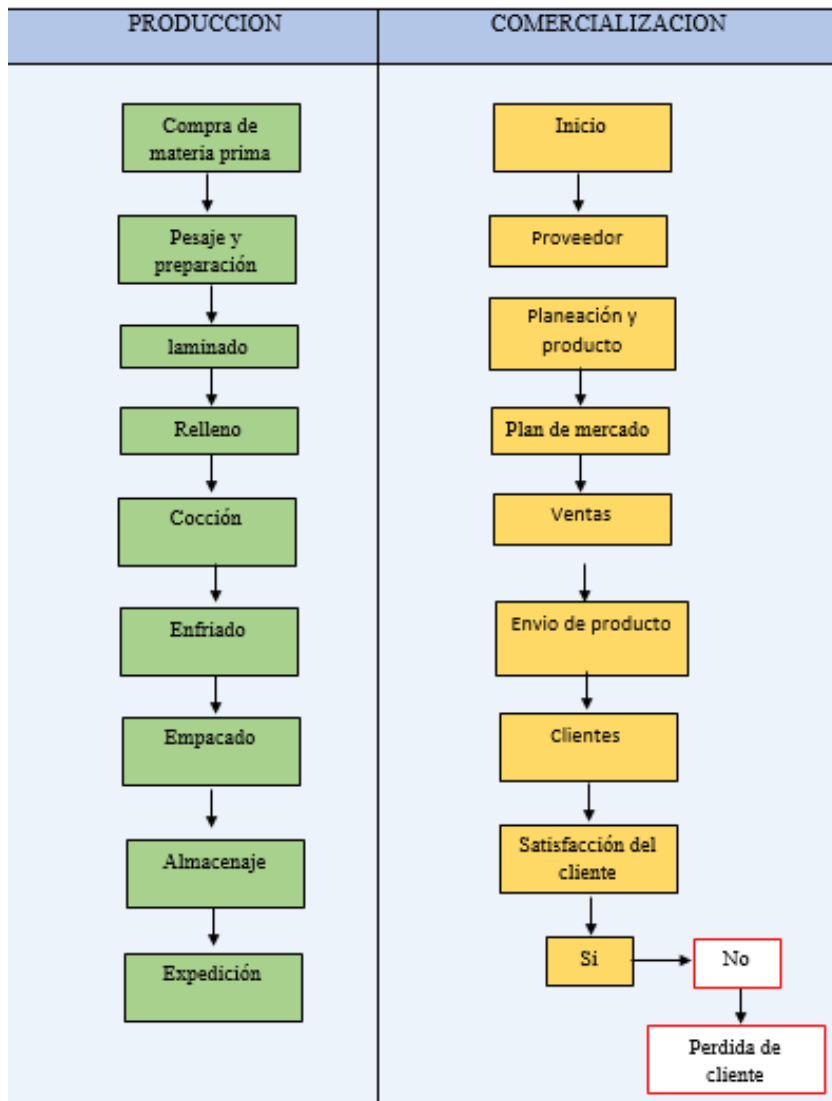 PRODUCCION
COMERCIALIZACION
Compra de
materia prima
Pesaje y
preparación
laminado
Relleno
Cocción
Enfriado
Empacado
Almacenaje
Expedición
Inicio
Proveedor
Planeación y
producto
Plan de mercado
Ventas
Envio de producto
Clientes
Satisfacción del
cliente
Si
No
Perdida de
cliente